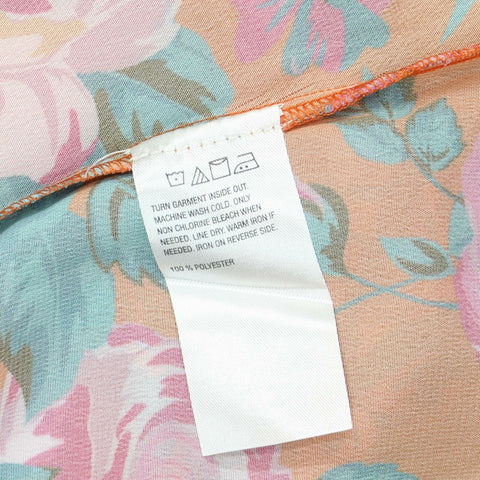 TURN GARMENT INSIDE OUT.
MACHINE WASH COLD. ONLY
NON CHLORINE BLEACH WHEN
NEEDED. LINE DRY. WARM IRON IF
NEEDED. IRON ON REVERSE SIDE.
100 % POLYESTER